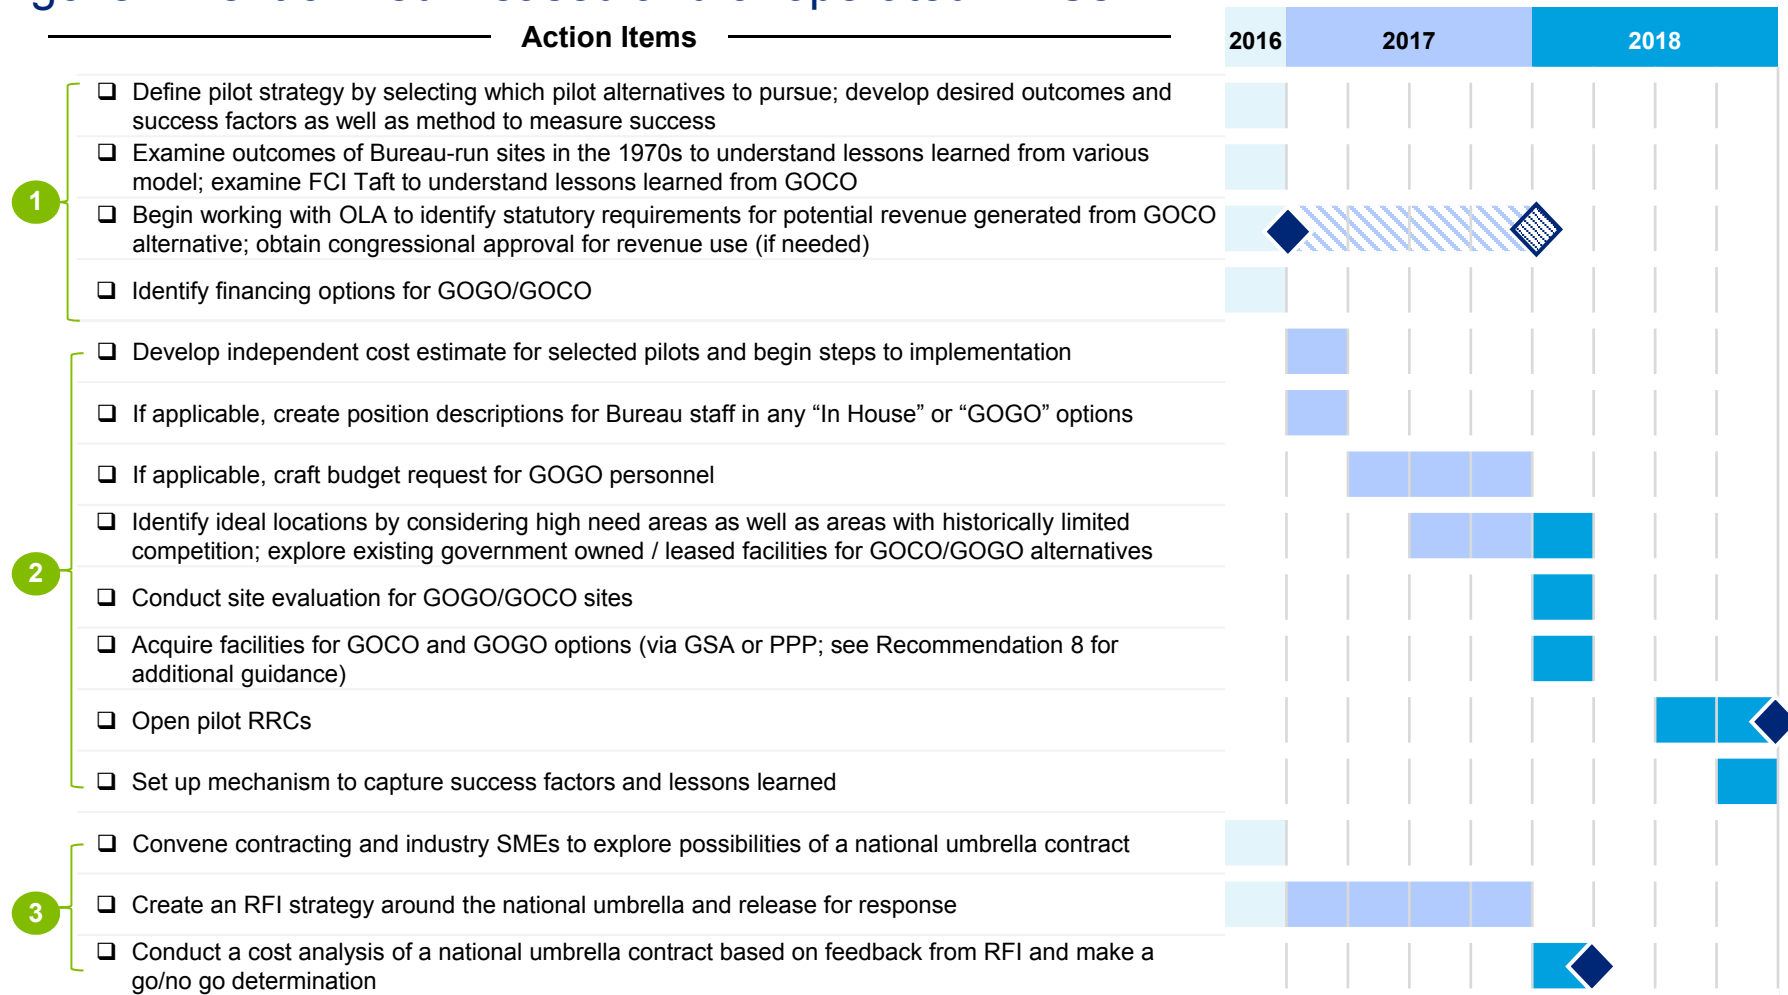 Action Items
2016
2017
2018
1
❑ Define pilot strategy by selecting which pilot alternatives to pursue; develop desired outcomes and
success factors as well as method to measure success
❑ Examine outcomes of Bureau-run sites in the 1970s to understand lessons learned from various
model; examine FCI Taft to understand lessons learned from GOCO
❑ Begin working with OLA to identify statutory requirements for potential revenue generated from GOCO
alternative; obtain congressional approval for revenue use (if needed)
❑ Identify financing options for GOGO/GOCO
2
❑ Develop independent cost estimate for selected pilots and begin steps to implementation
❑ If applicable, create position descriptions for Bureau staff in any “In House” or “GOGO” options
❑ If applicable, craft budget request for GOGO personnel
❑ Identify ideal locations by considering high need areas as well as areas with historically limited
competition; explore existing government owned / leased facilities for GOCO/GOGO alternatives
❑ Conduct site evaluation for GOGO/GOCO sites
❑ Acquire facilities for GOCO and GOGO options (via GSA or PPP; see Recommendation 8 for
additional guidance)
❑ Open pilot RRCs
❑ Set up mechanism to capture success factors and lessons learned
3
❑ Convene contracting and industry SMEs to explore possibilities of a national umbrella contract
❑ Create an RFI strategy around the national umbrella and release for response
❑ Conduct a cost analysis of a national umbrella contract based on feedback from RFI and make a
go/no go determination